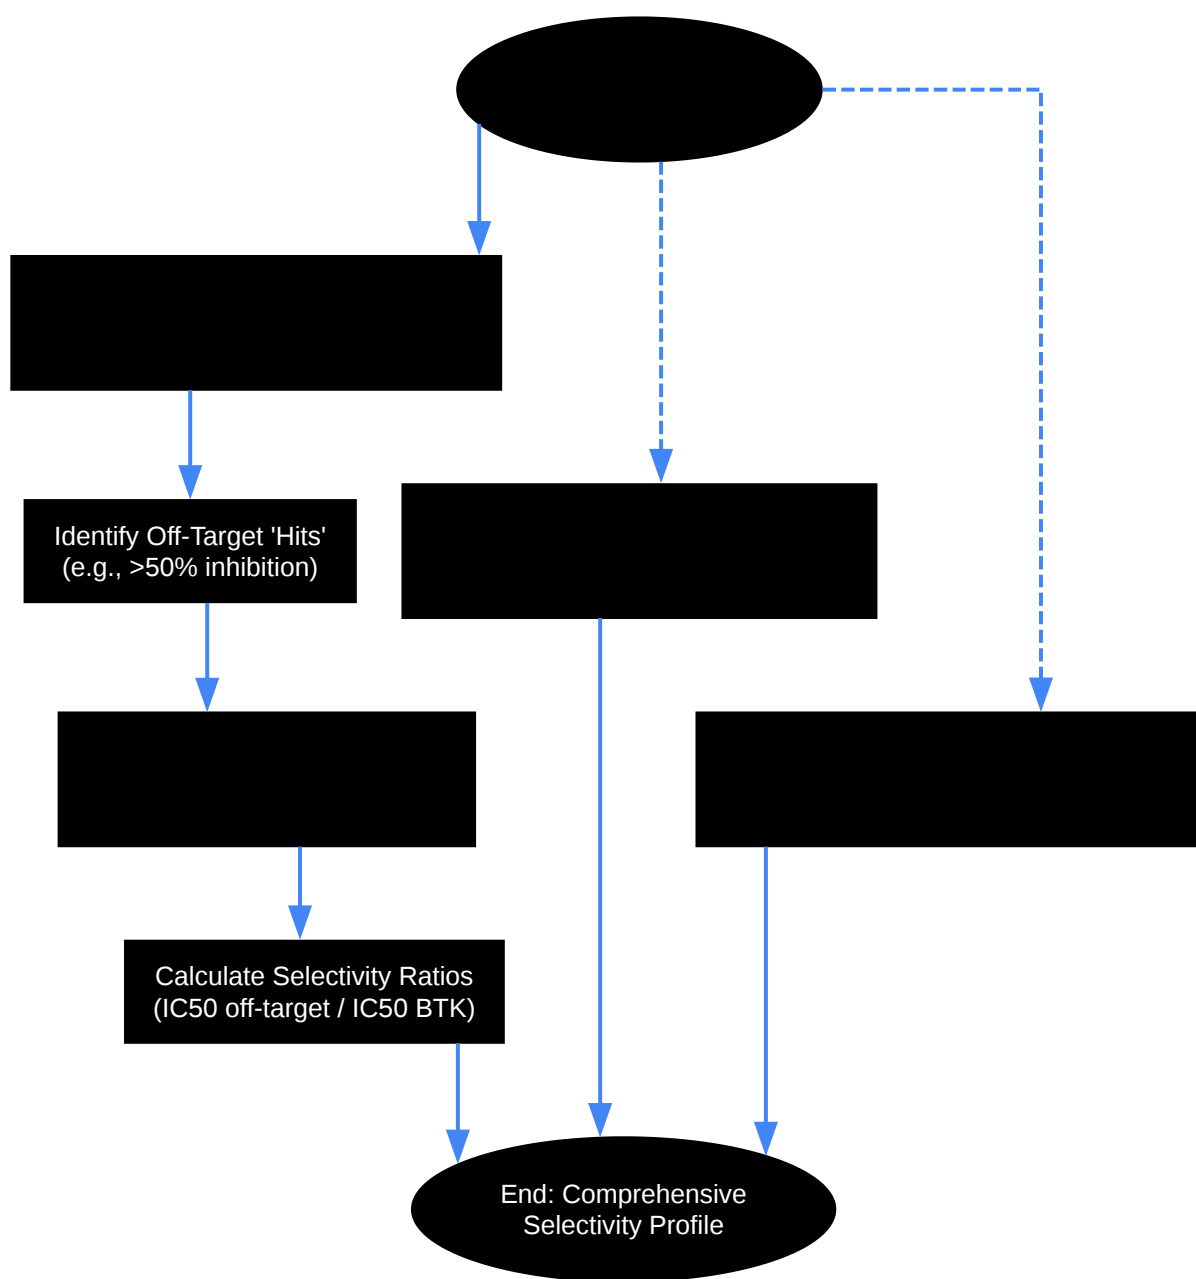 Identify Off-Target 'Hits'
(e.g., >50% inhibition)
Calculate Selectivity Ratios
(IC50 off-target / IC50 BTK)
End: Comprehensive
Selectivity Profile